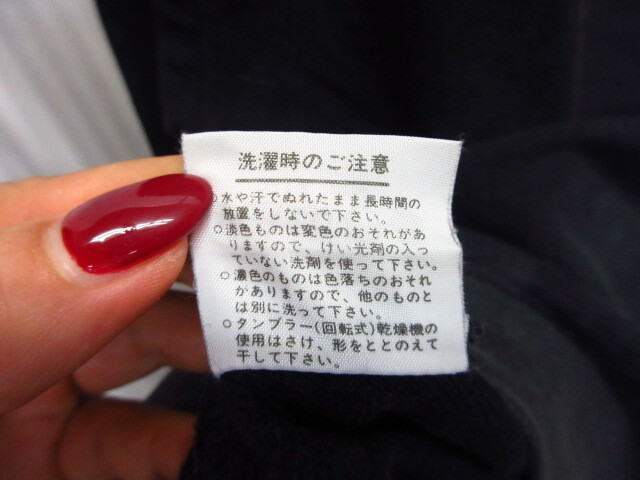 洗濯時のご注意
○水や汗でぬれたまま長時間の
放置をしないで下さい。
○淡色ものは変色のおそれがあ
りますので、けい光剤の入っ
ていない洗剤を使って下さい。
○濃色のものは色落ちのおそれ
がありますので、他のものと
は別に洗って下さい。
○タンブラー(回転式)乾燥機の
使用はさけ、形をととのえて
干して下さい。